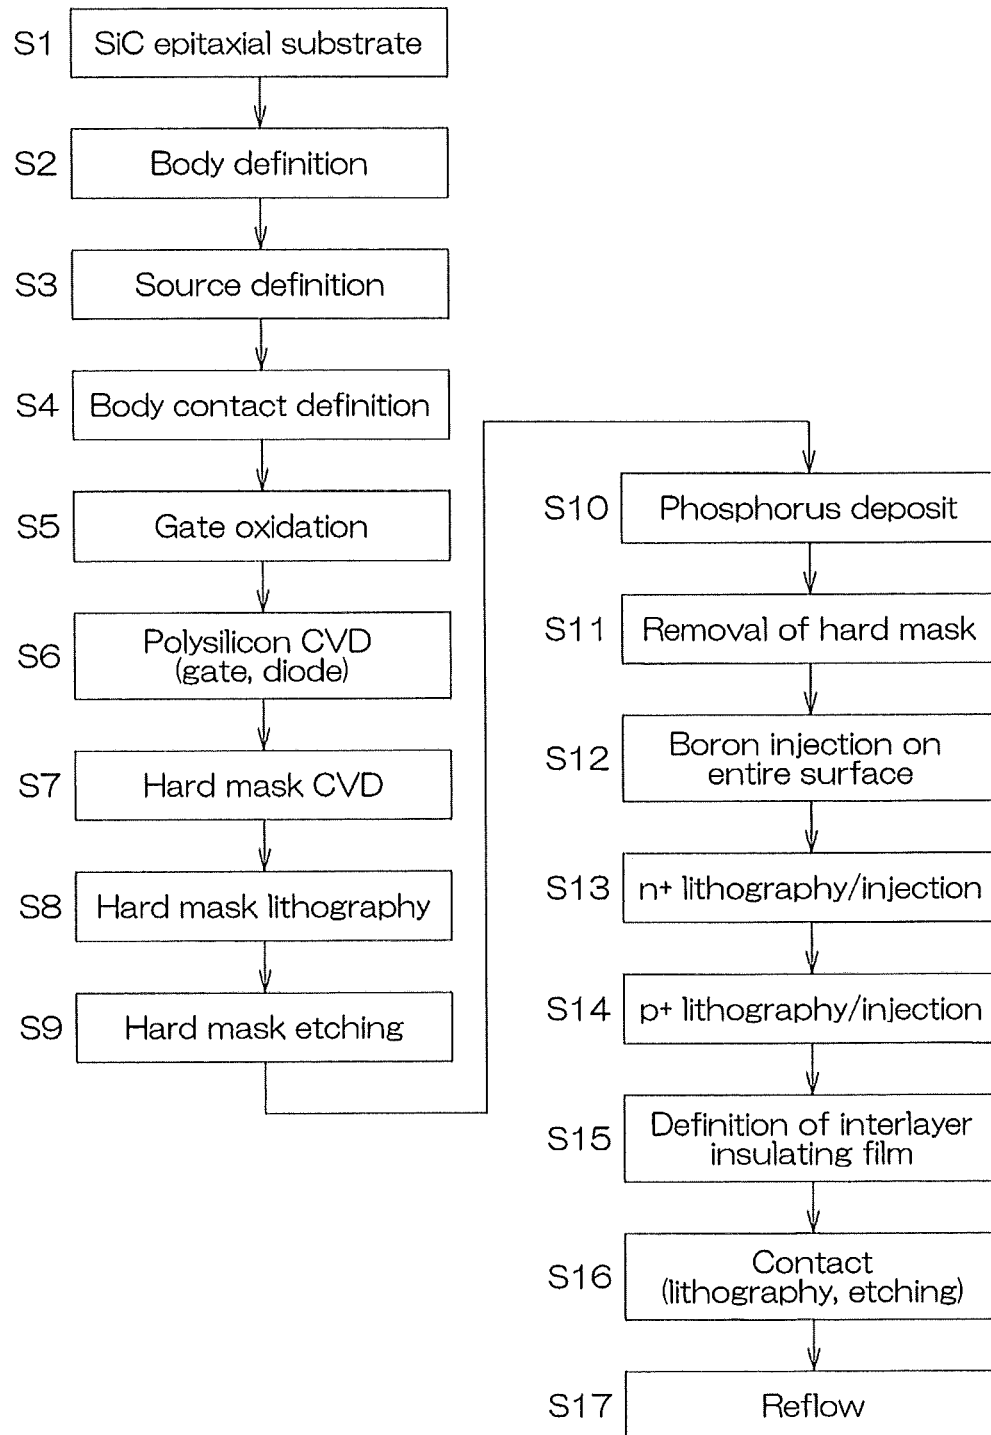 S1 SiC epitaxial substrate
S2 Body definition
S3 Source definition
S4 Body contact definition
S5 Gate oxidation
S6 Polysilicon CVD
(gate, diode)
S7 Hard mask CVD
S8 Hard mask lithography
S9 Hard mask etching
S10 Phosphorus deposit
S11 Removal of hard mask
S12 Boron injection on
entire surface
S13 n+ lithography/injection
S14 p+ lithography/injection
S15 Definition of interlayer
insulating film
S16 Contact
(lithography, etching)
S17 Reflow